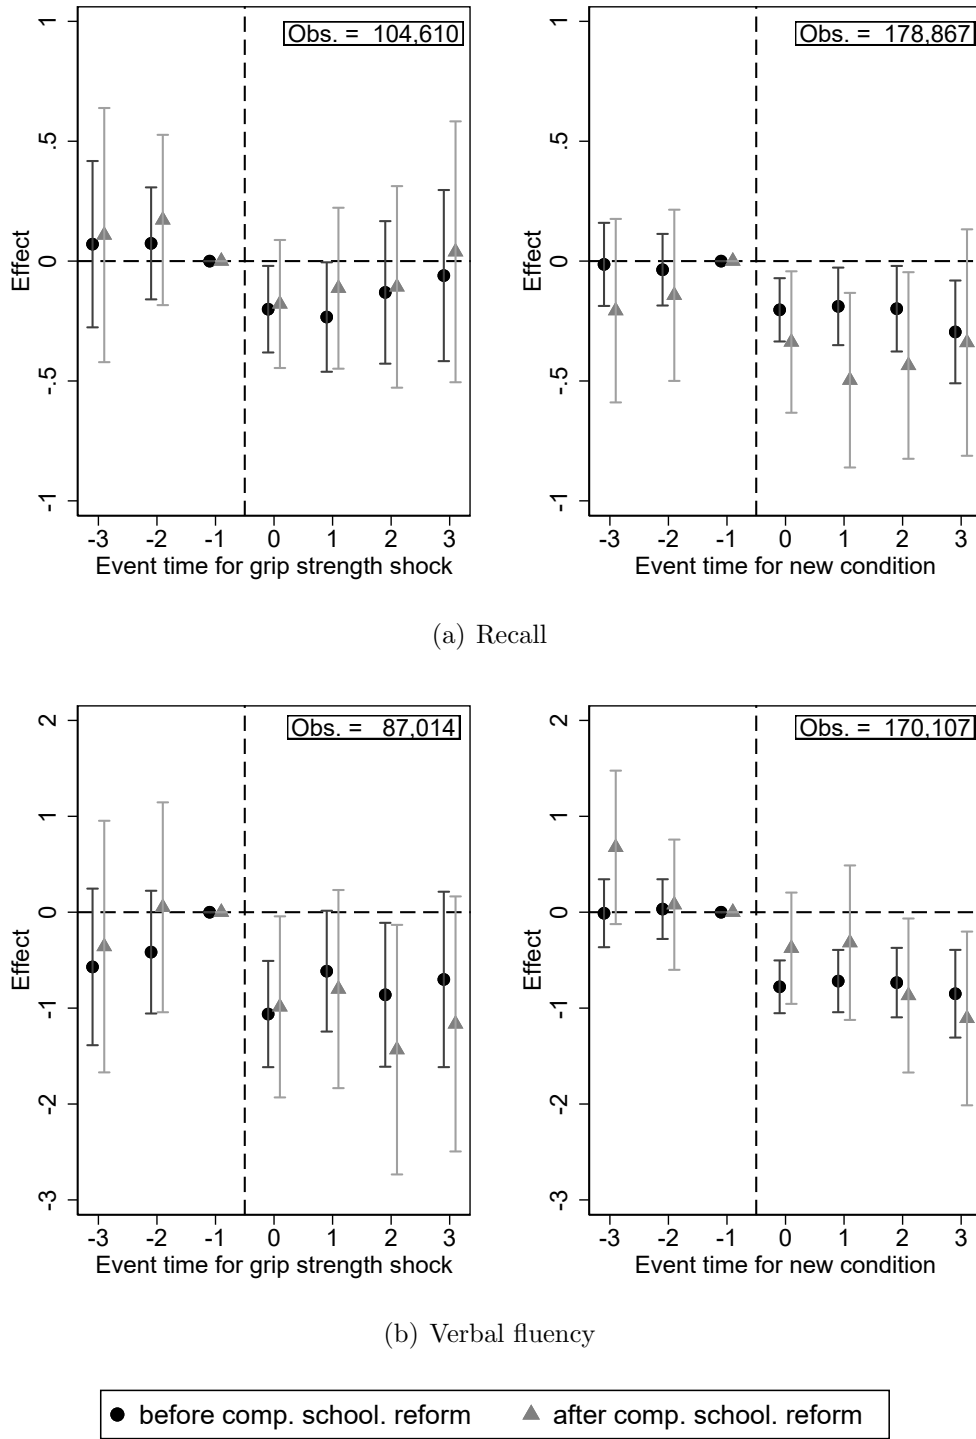 Obs. = 104,610
1
.5
0
-.5
-1
Effect
-3 -2 -1 0 1 2 3
Event time for grip strength shock
Obs. = 178,867
1
.5
0
-.5
-1
Effect
-3 -2 -1 0 1 2 3
Event time for new condition
(a) Recall
Obs. = 87,014
2
1
0
-1
-2
-3
Effect
-3 -2 -1 0 1 2 3
Event time for grip strength shock
Obs. = 170,107
2
1
0
-1
-2
-3
Effect
-3 -2 -1 0 1 2 3
Event time for new condition
(b) Verbal fluency
before comp. school. reform
after comp. school. reform